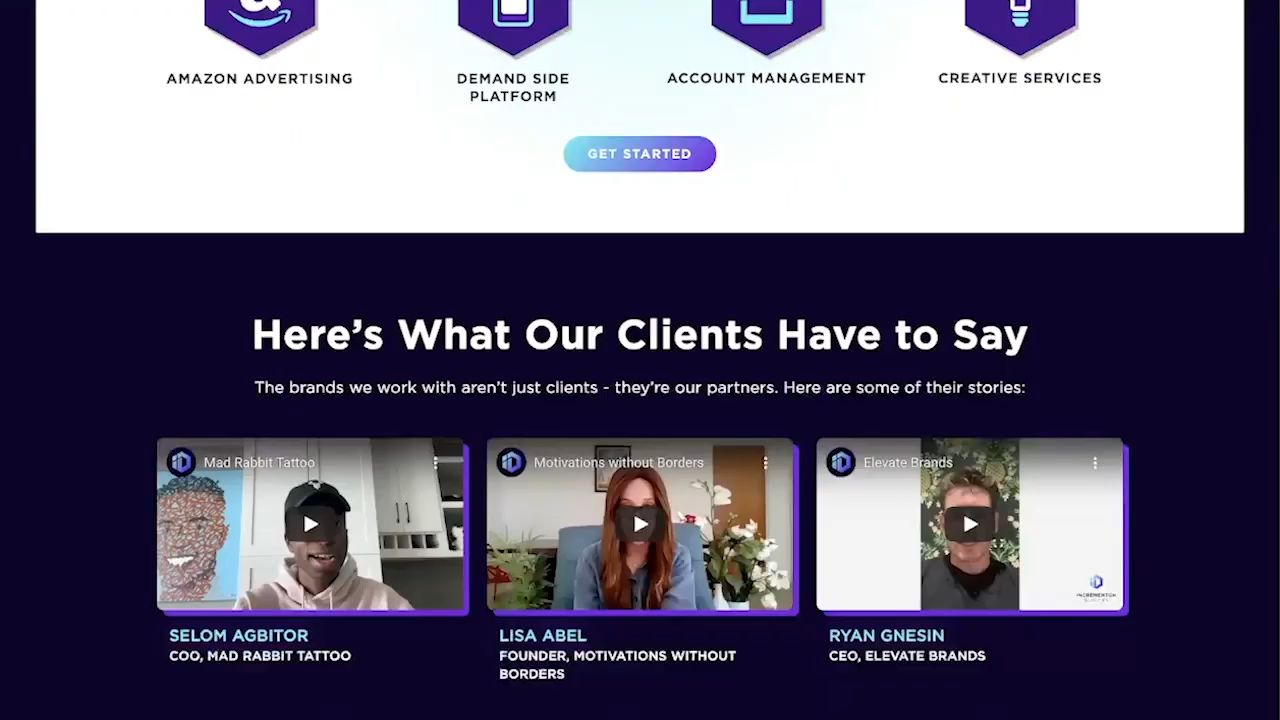 AMAZON ADVERTISING
DEMAND SIDE
PLATFORM
ACCOUNT MANAGEMENT
CREATIVE SERVICES
GET STARTED
Here's What Our Clients Have to Say
The brands we work with aren't just clients - they're our partners. Here are some of their stories:
Mad Rabbit Tattoo
Motivations without Borders
Elevate Brands
SELOM AGBITOR
COO, MAD RABBIT TATTOO
LISA ABEL
FOUNDER, MOTIVATIONS WITHOUT
BORDERS
RYAN GNESIN
CEO, ELEVATE BRANDS